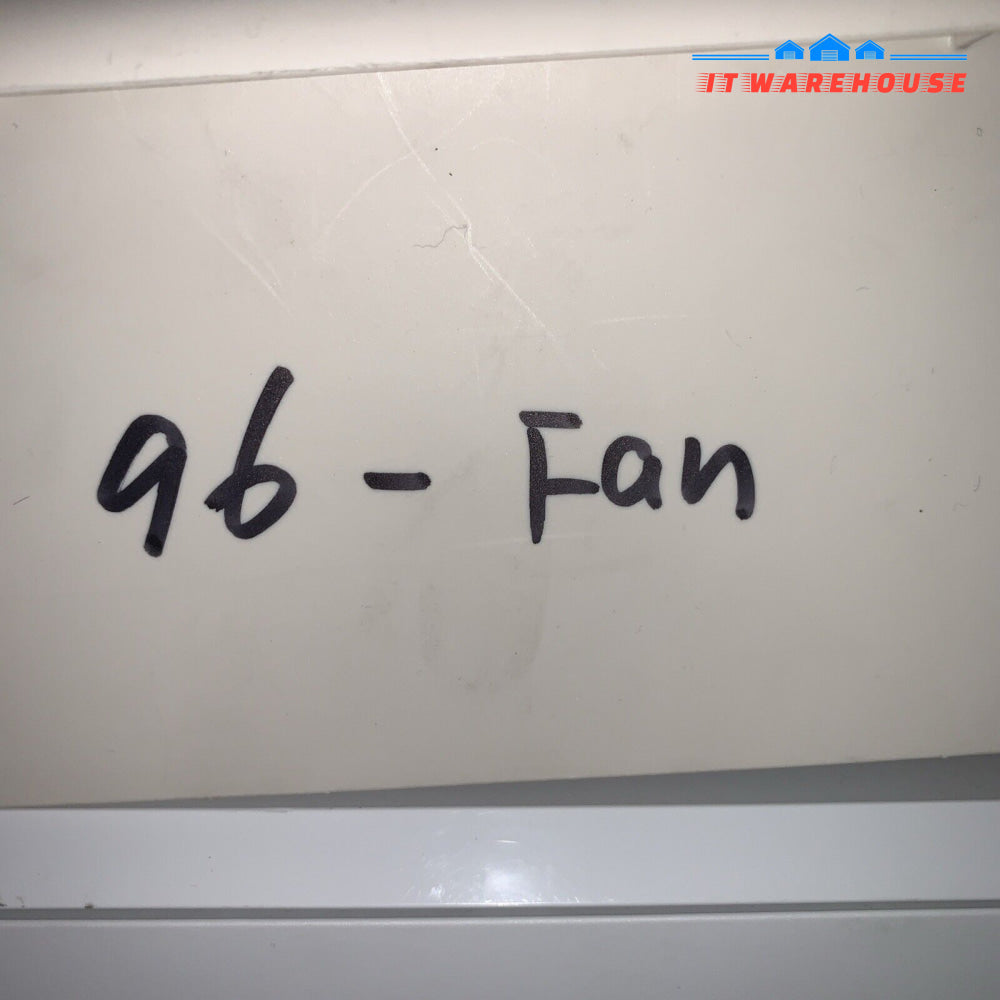 IT WAREHOUSE
96 - Fan